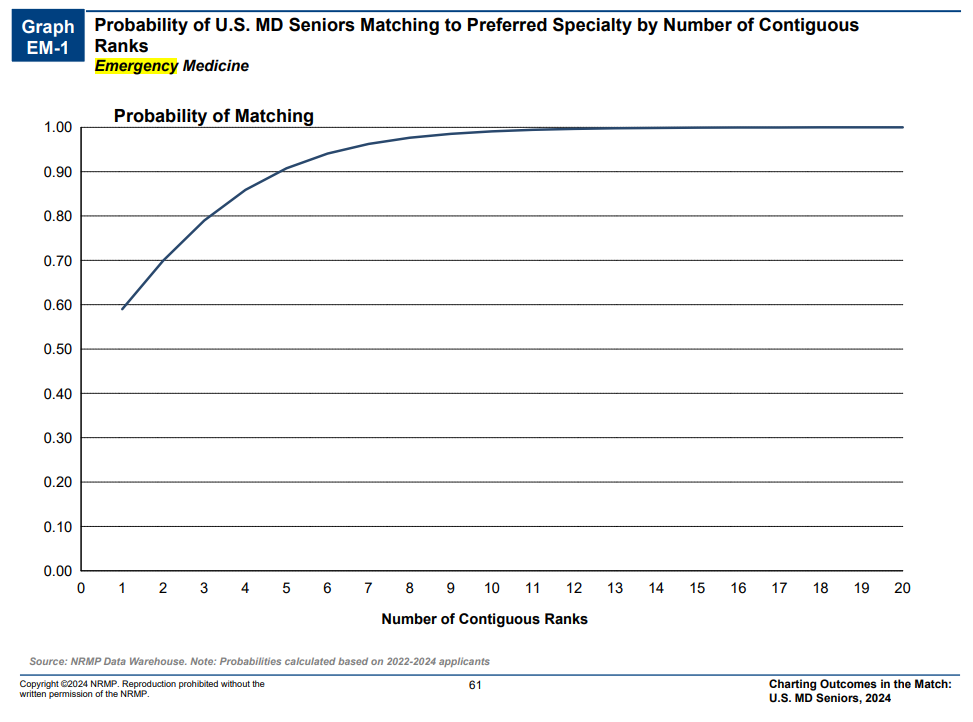 Graph
EM-1
Probability of U.S. MD Seniors Matching to Preferred Specialty by Number of Contiguous
Ranks
Emergency Medicine
Probability of Matching
1.00
0.90
0.80
0.70
0.60
0.50
0.40
0.30
0.20
0.10
0.00
0 1 2 3 4 5 6 7 8 9 10 11 12 13 14 15 16 17 18 19 20
Number of Contiguous Ranks
Source: NRMP Data Warehouse. Note: Probabilities calculated based on 2022-2024 applicants
Copyright ©2024 NRMP. Reproduction prohibited without the
written permission of the NRMP.
61
Charting Outcomes in the Match:
U.S. MD Seniors, 2024